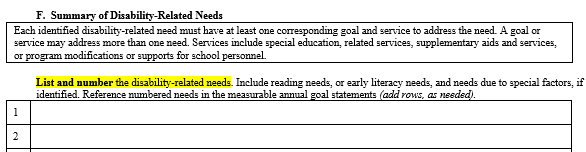 F. Summary of Disability-Related Needs
Each identified disability-related need must have at least one corresponding goal and service to address the need. A goal or
service may address more than one need. Services include special education, related services, supplementary aids and services,
or program modifications or supports for school personnel.
List and number the disability-related needs. Include reading needs, or early literacy needs, and needs due to special factors, if
identified. Reference numbered needs in the measurable annual goal statements (add rows, as needed).
1
2